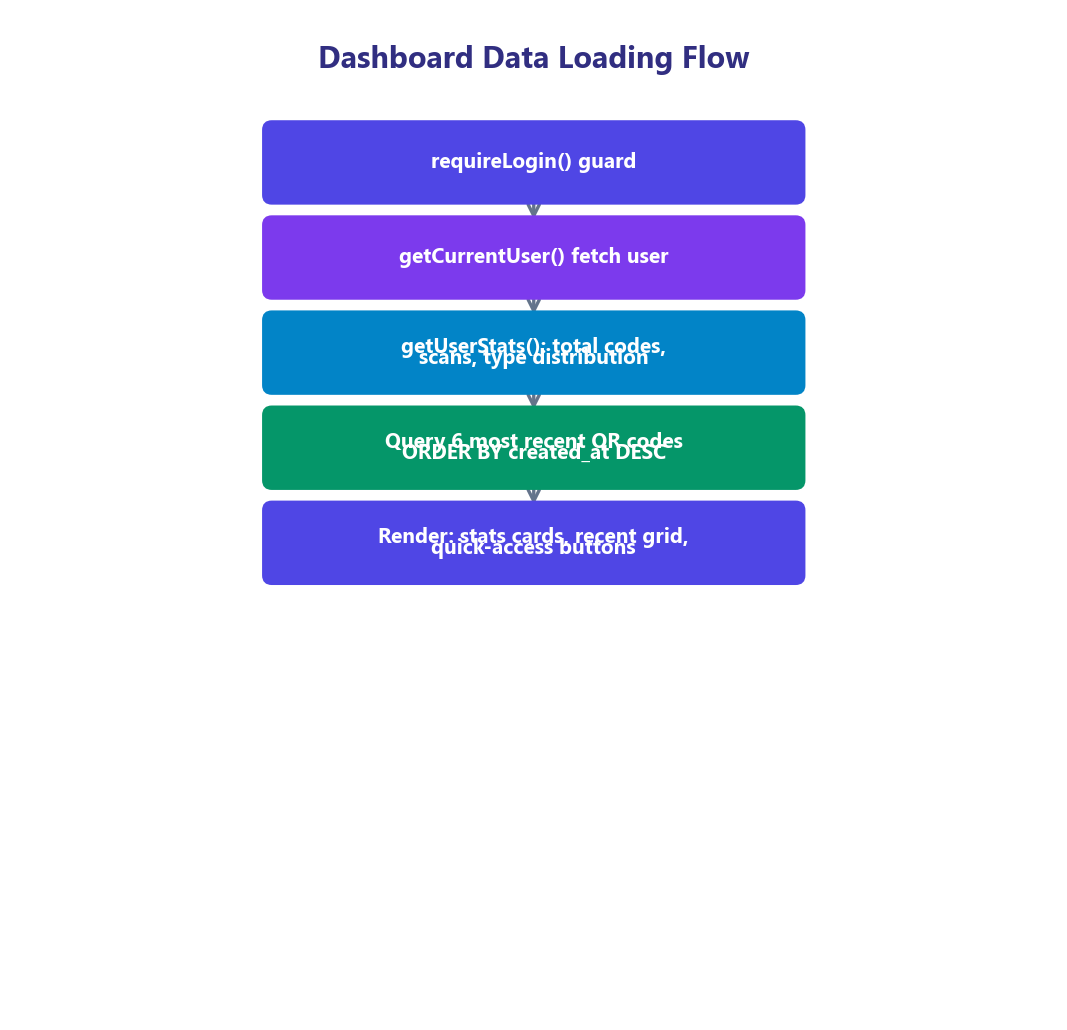 Dashboard Data Loading Flow
requireLogin() guard
getCurrentUser() fetch user
getUserStats(): total codes,
scans, type distribution
Query 6 most recent QR codes
ORDER BY created_at DESC
Render: stats cards, recent grid,
quick-access buttons